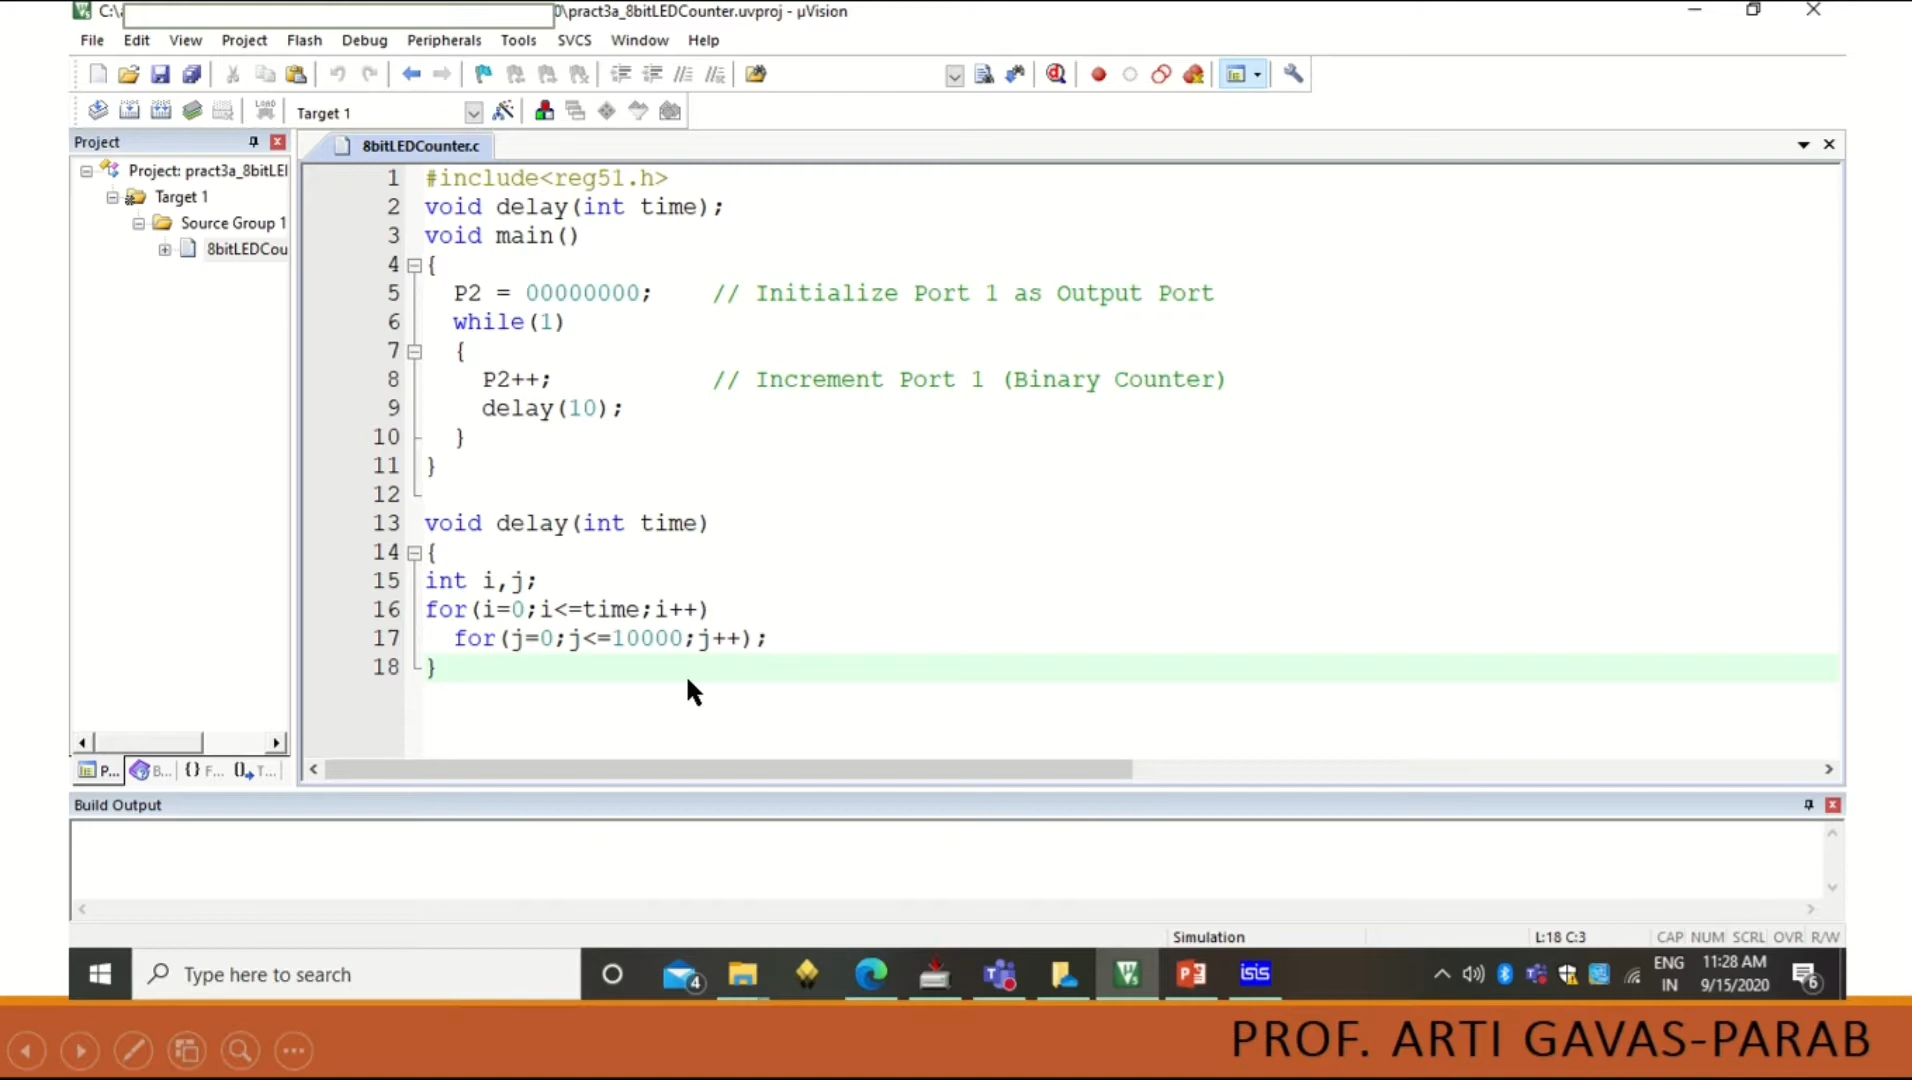 C:\
0\pract3a_8bitLEDCounter.uvproj - µVision
File Edit View Project Flash Debug Peripherals Tools SVCS Window Help
LOAD Target 1
Project
8bitLEDCounter.c
Project: pract3a_8bitLEI
Target 1
Source Group 1
8bitLEDCou
1 #include<reg51.h>
2 void delay(int time);
3 void main()
4 {
5 P2 = 00000000; // Initialize Port 1 as Output Port
6 while(1)
7 {
8 P2++; // Increment Port 1 (Binary Counter)
9 delay(10);
10 }
11 }
12
13 void delay(int time)
14 {
15 int i,j;
16 for(i=0;i<=time;i++)
17 for(j=0;j<=10000;j++);
18 }
P... B... {} F... T...
Build Output
Simulation L:18 C:3 CAP NUM SCRL OVR R/W
Type here to search
4
isis
ENG
IN
11:28 AM
9/15/2020
6
PROF. ARTI GAVAS-PARAB